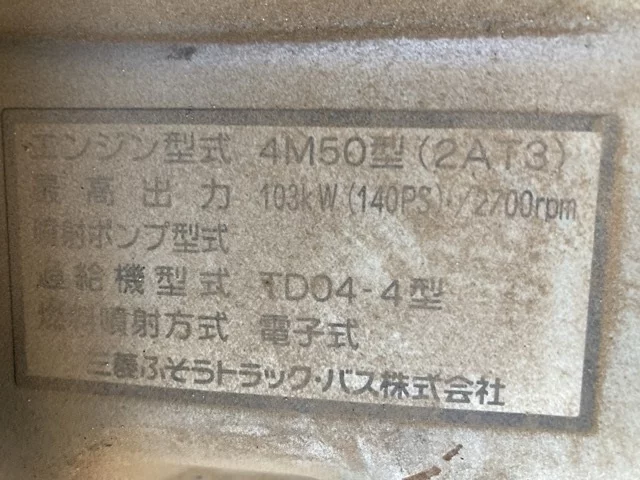 エンジン型式 4M50型(2AT3)
最高出力 103kW(140PS)/2700rpm
噴射ポンプ型式
過給機型式 TD04-4型
燃料噴射方式 電子式
三菱ふそうトラック・バス株式会社